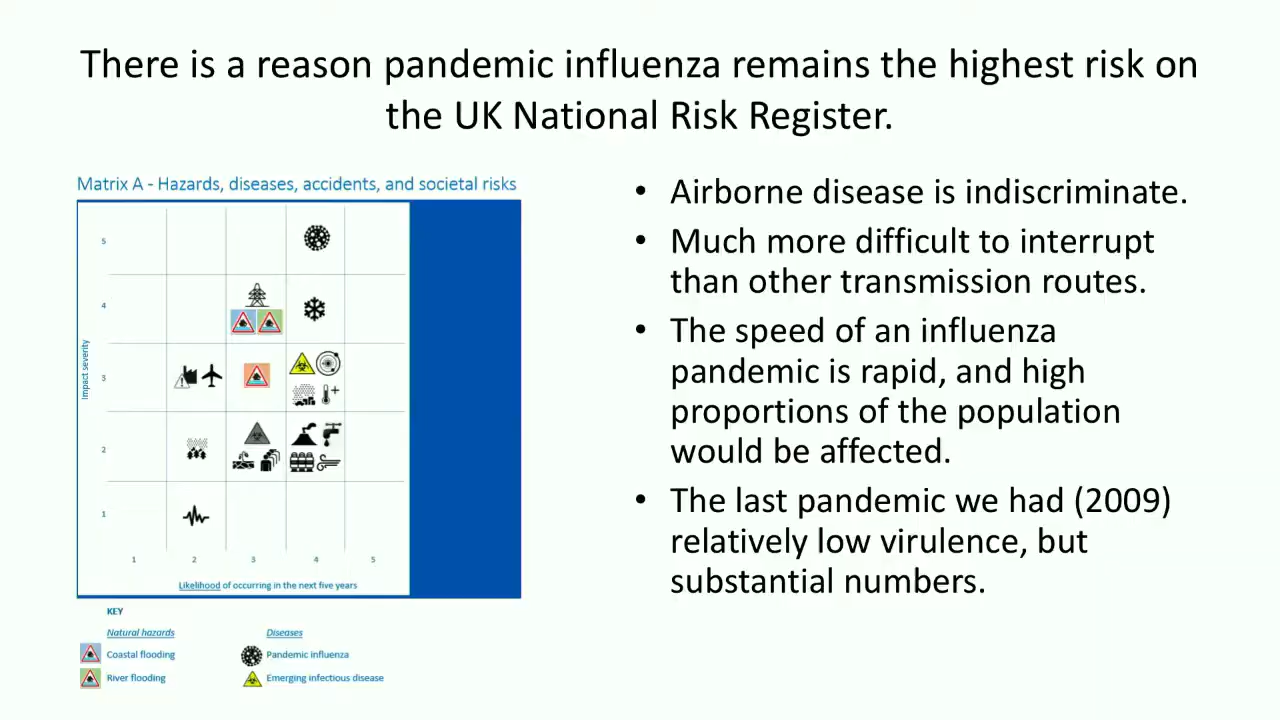 There is a reason pandemic influenza remains the highest risk on
the UK National Risk Register.
Matrix A - Hazards, diseases, accidents, and societal risks
Impact severity
5
4
3
2
1
1 2 3 4 5
Likelihood of occurring in the next five years
KEY
Natural hazards
Coastal flooding
River flooding
Diseases
Pandemic influenza
Emerging infectious disease
• Airborne disease is indiscriminate.
• Much more difficult to interrupt
than other transmission routes.
• The speed of an influenza
pandemic is rapid, and high
proportions of the population
would be affected.
• The last pandemic we had (2009)
relatively low virulence, but
substantial numbers.